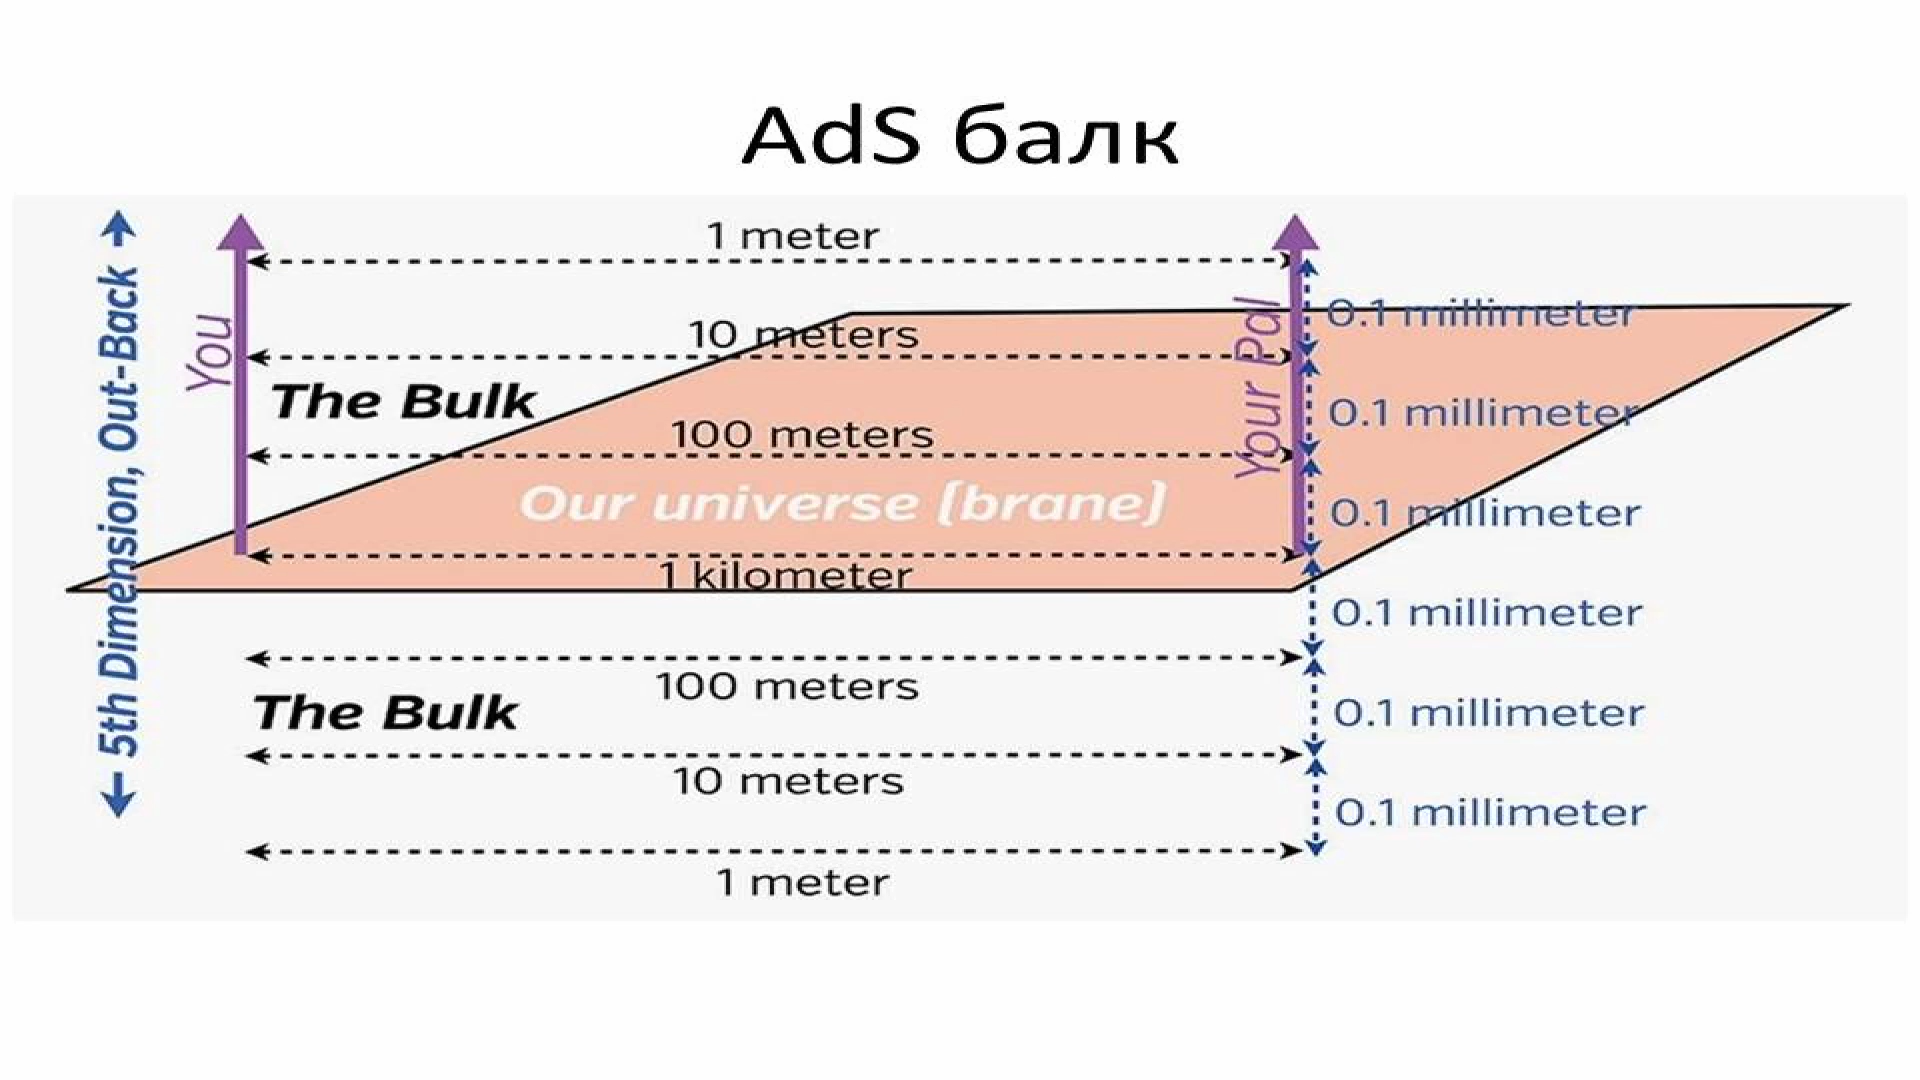 AdS балк
5th Dimension, Out-Back
You
Your Pal
1 meter
0.1 millimeter
10 meters
The Bulk
0.1 millimeter
100 meters
Our universe (brane)
0.1 millimeter
1 kilometer
0.1 millimeter
100 meters
The Bulk
0.1 millimeter
10 meters
0.1 millimeter
1 meter